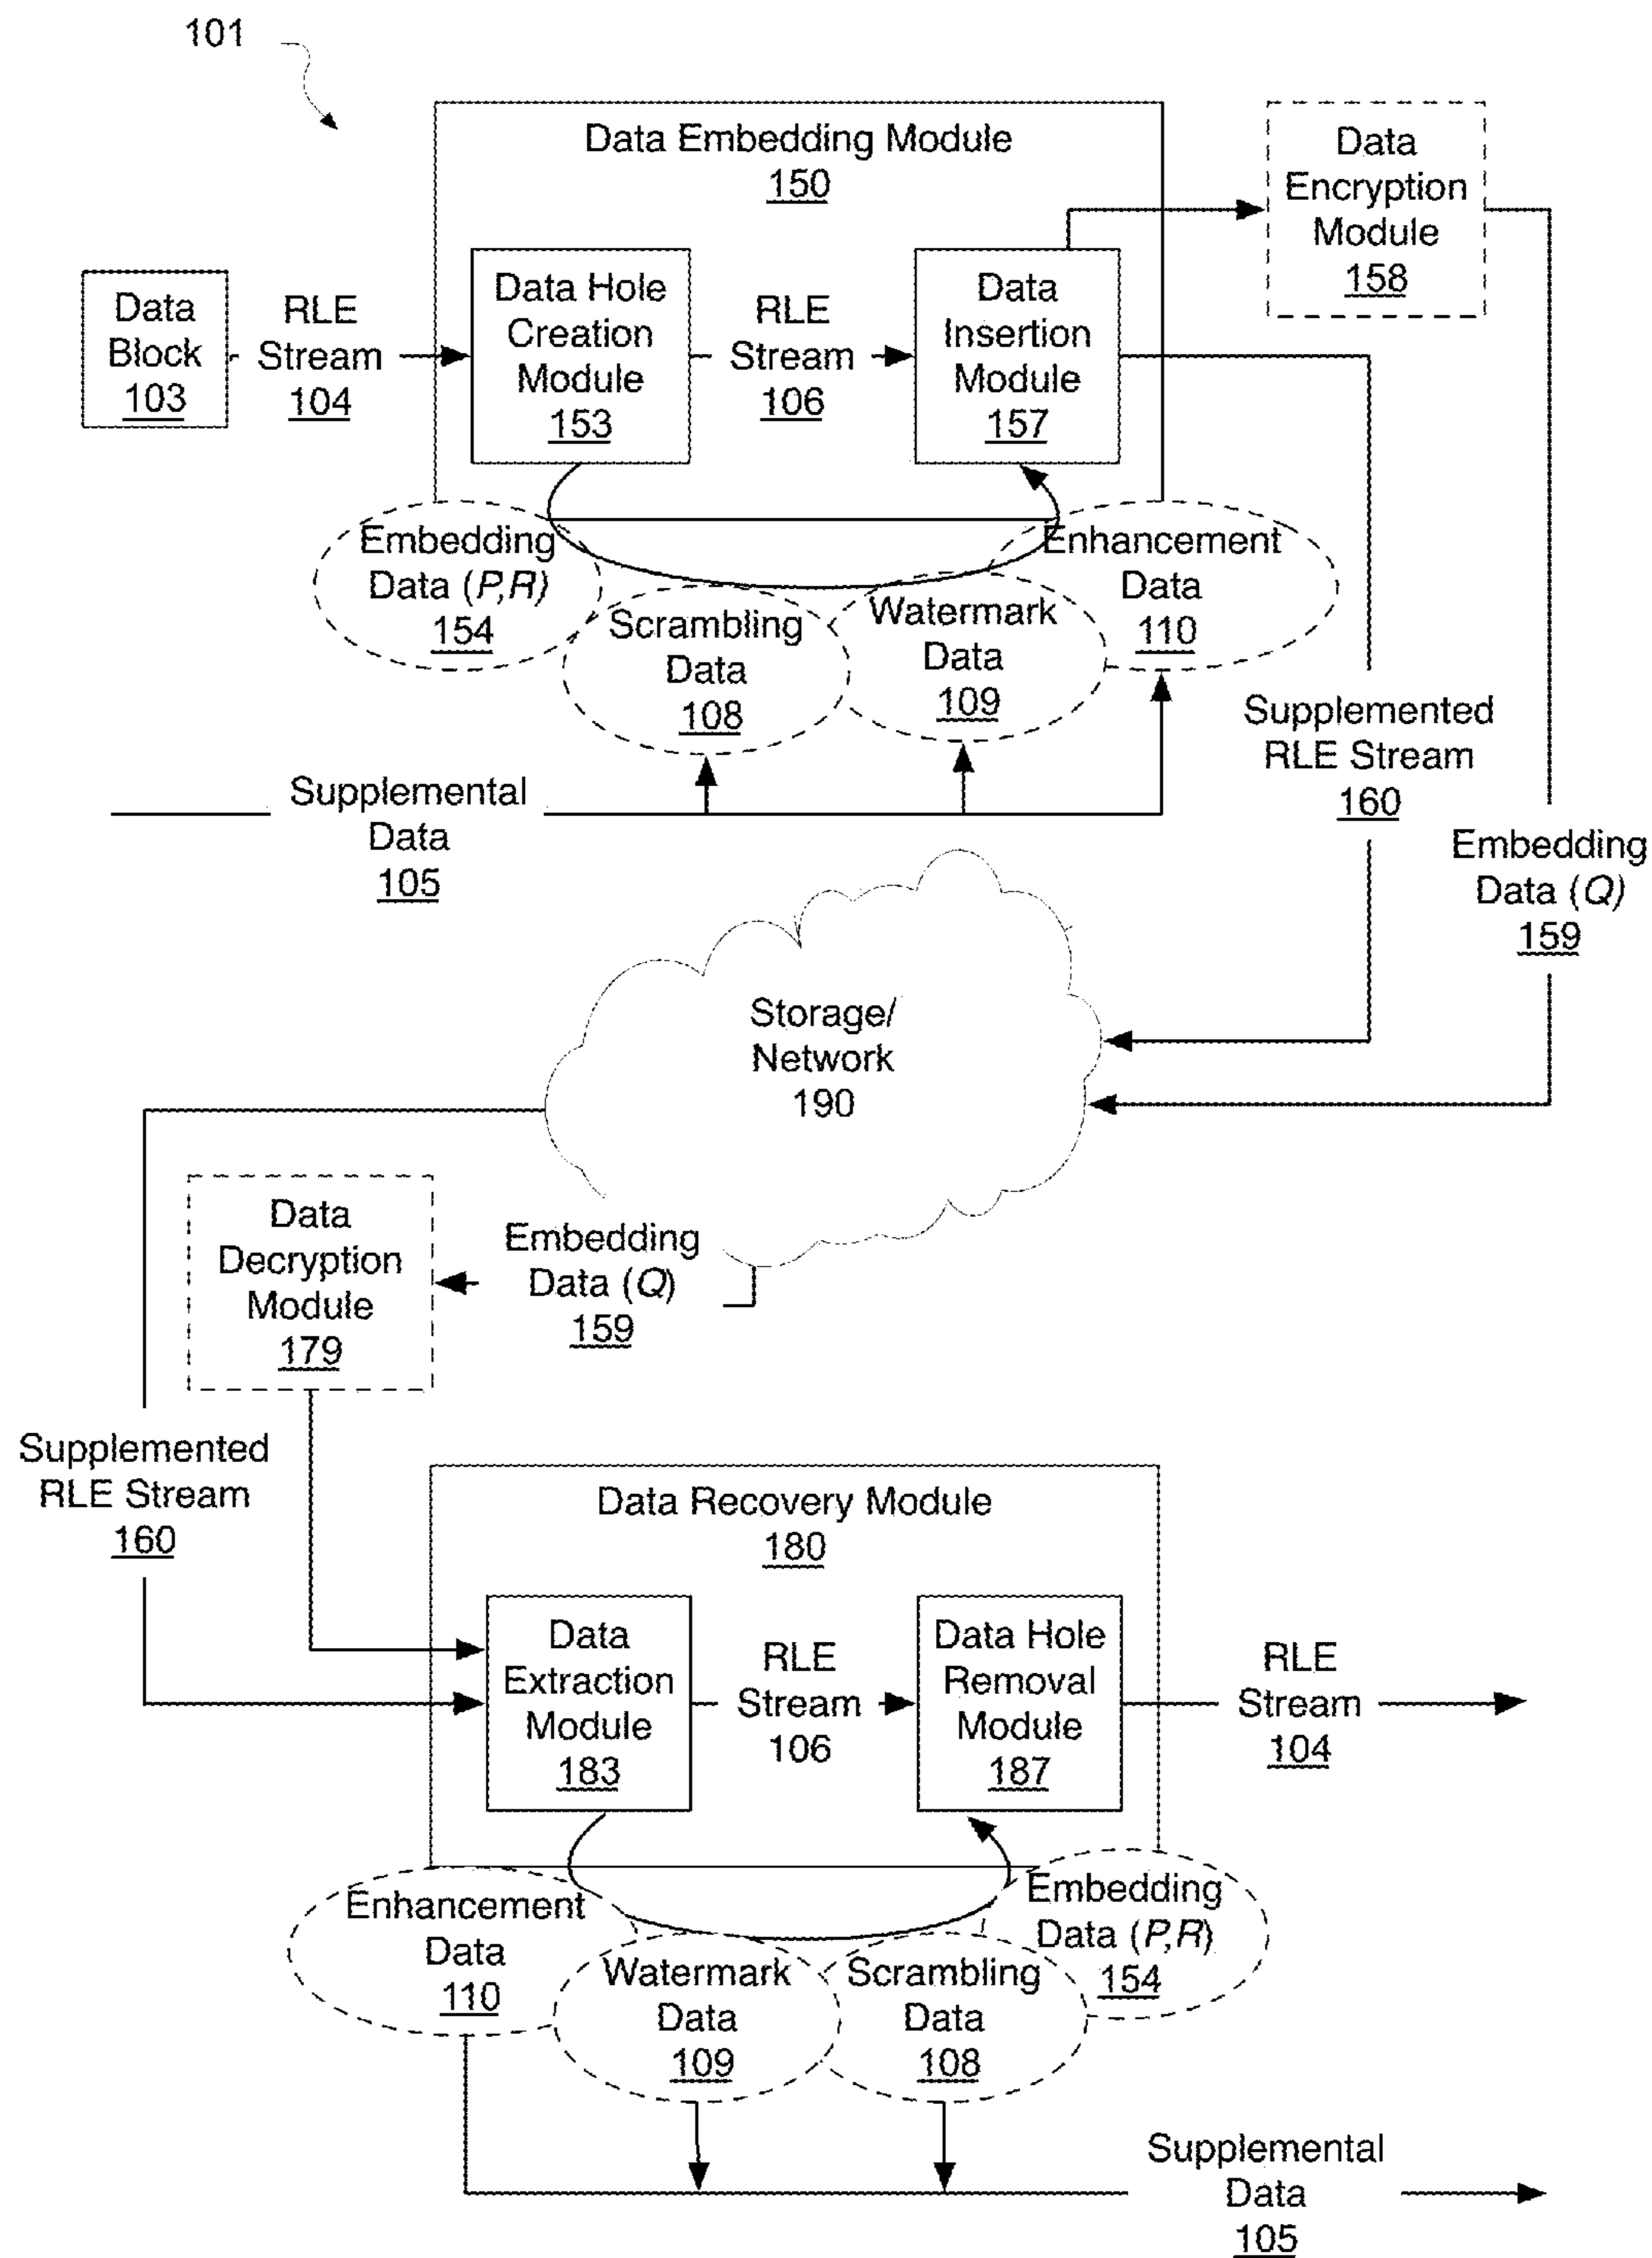 101
Data Embedding Module
150
Data
Encryption
Module
158
Data
Block
103
RLE
Stream
104
Data Hole
Creation
Module
153
RLE
Stream
106
Data
Insertion
Module
157
Embedding
Data (P,R)
154
Scrambling
Data
108
Watermark
Data
109
Enhancement
Data
110
Supplemental
Data
105
Supplemented
RLE Stream
160
Embedding
Data (Q)
159
Storage/
Network
190
Data
Decryption
Module
179
Embedding
Data (Q)
159
Supplemented
RLE Stream
160
Data Recovery Module
180
Data
Extraction
Module
183
RLE
Stream
106
Data Hole
Removal
Module
187
RLE
Stream
104
Enhancement
Data
110
Watermark
Data
109
Scrambling
Data
108
Embedding
Data (P,R)
154
Supplemental
Data
105